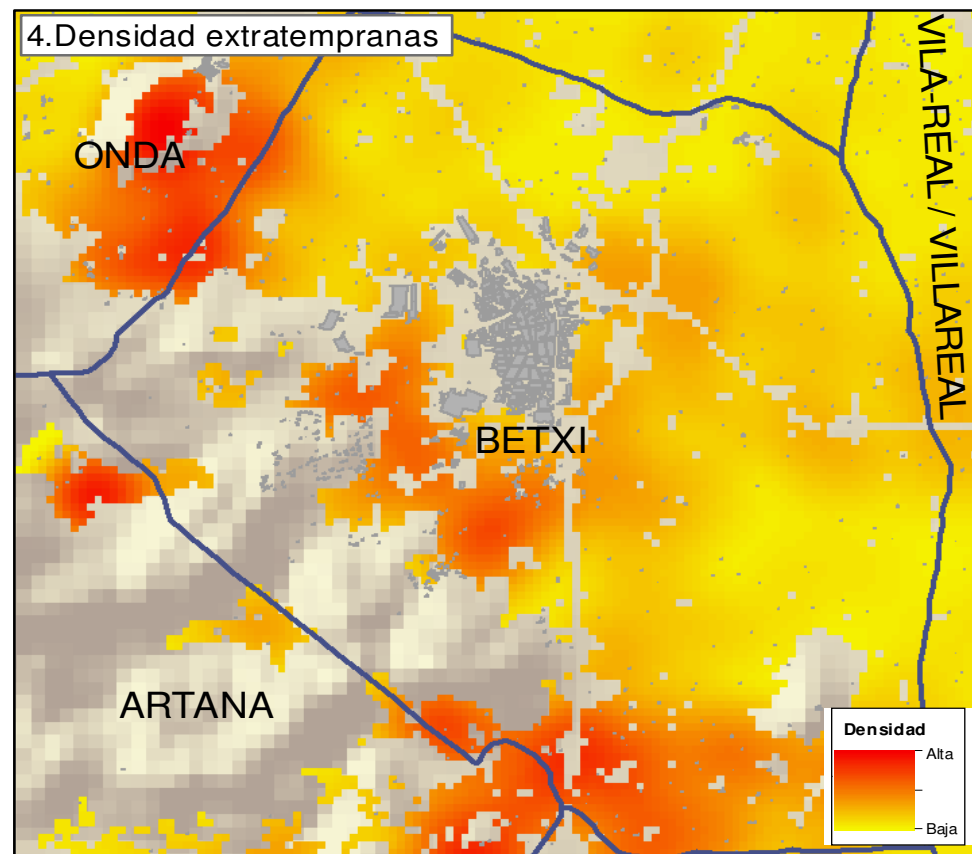 4.Densidad extratempranas
ONDA
VILA-REAL / VILLAREAL
BETXI
ARTANA
Densidad
Alta
Baja